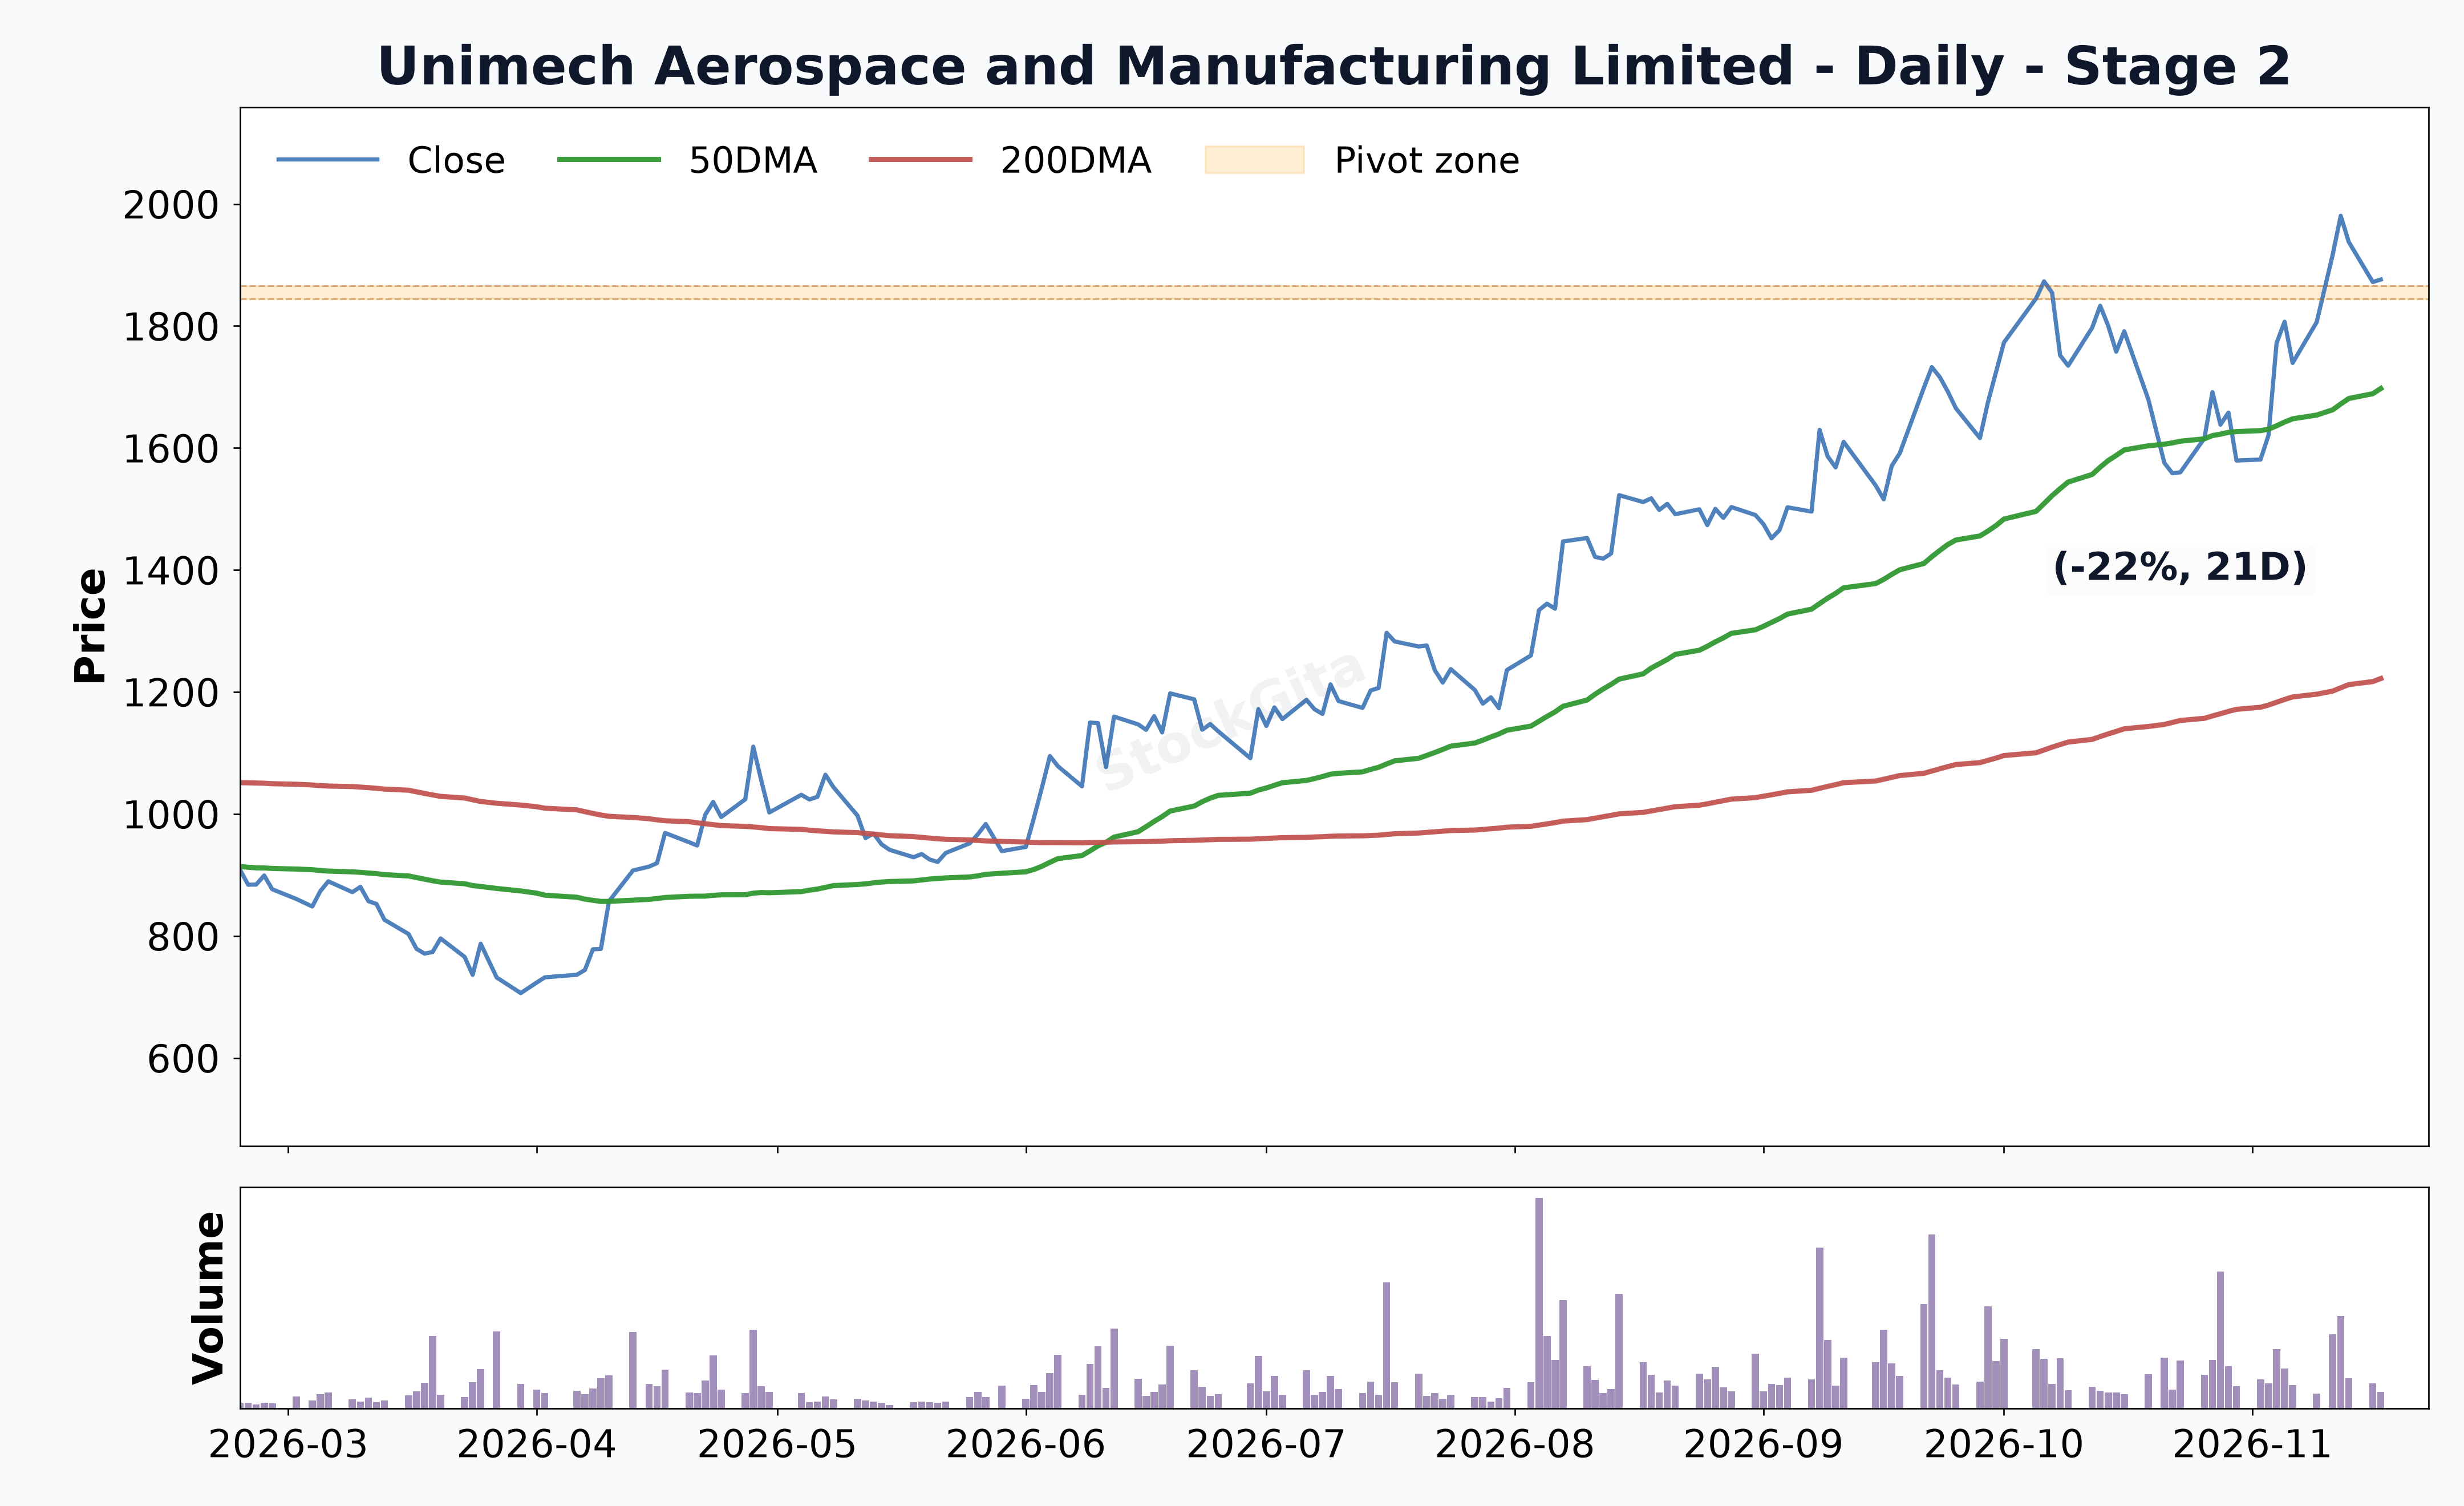 Unimech Aerospace and Manufacturing Limited - Daily - Stage 2
Close 50DMA 200DMA Pivot zone
2000
1800
1600
1400
1200
1000
800
600
Price
(-22%, 21D)
StockGita
Volume
2026-03 2026-04 2026-05 2026-06 2026-07 2026-08 2026-09 2026-10 2026-11